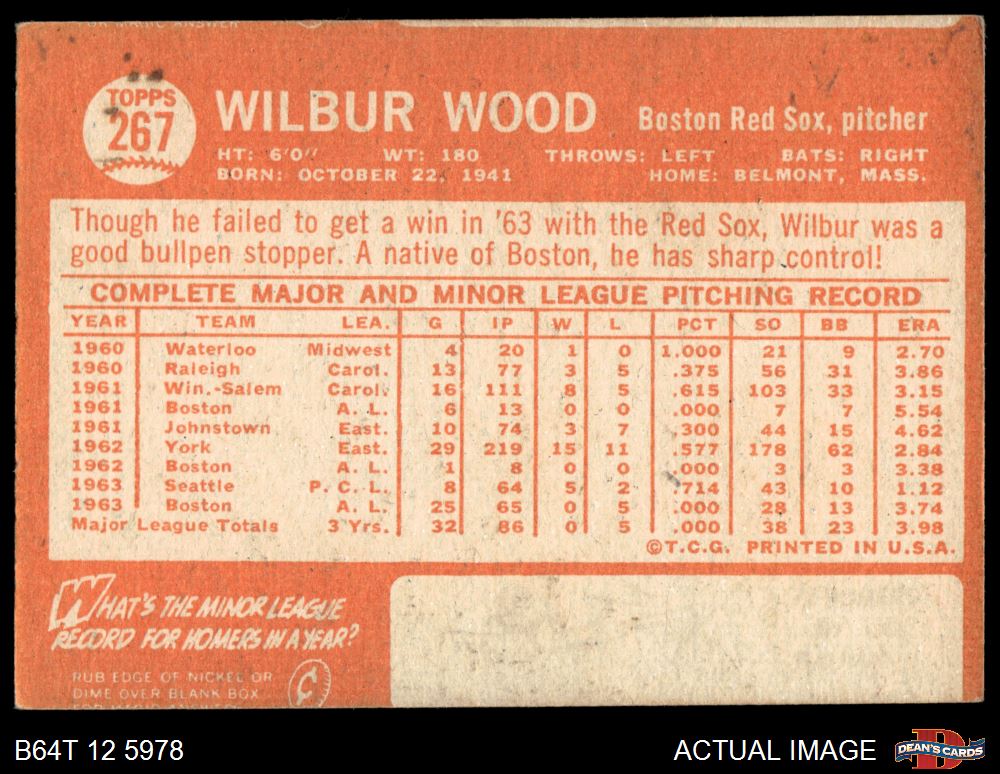 TOPPS
267
WILBUR WOOD Boston Red Sox, pitcher
HT: 6'0" WT: 180 THROWS: LEFT BATS: RIGHT
BORN: OCTOBER 22, 1941 HOME: BELMONT, MASS.
Though he failed to get a win in '63 with the Red Sox, Wilbur was a
good bullpen stopper. A native of Boston, he has sharp control!
COMPLETE MAJOR AND MINOR LEAGUE PITCHING RECORD
YEAR TEAM LEA. G IP W L PCT SO BB ERA
1960 Waterloo Midwest 4 20 1 0 1.000 21 9 2.70
1960 Raleigh Carol. 13 77 3 5 .375 56 31 3.86
1961 Win.-Salem Carol. 16 111 8 5 .615 103 33 3.15
1961 Boston A. L. 6 13 0 0 .000 7 7 5.54
1961 Johnstown East. 10 74 3 7 .300 44 15 4.62
1962 York East. 29 219 15 11 .577 178 62 2.84
1962 Boston A. L. 1 8 0 0 .000 3 3 3.38
1963 Seattle P. C. L. 8 64 5 2 .714 43 10 1.12
1963 Boston A. L. 25 65 0 5 .000 28 13 3.74
Major League Totals 3 Yrs. 32 86 0 5 .000 38 23 3.98
©T.C.G. PRINTED IN U.S.A.
WHAT'S THE MINOR LEAGUE
RECORD FOR HOMERS IN A YEAR?
RUB EDGE OF NICKEL OR
DIME OVER BLANK BOX
FOR MAGIC ANSWER
B64T 12 5978 ACTUAL IMAGE DEAN'S CARDS